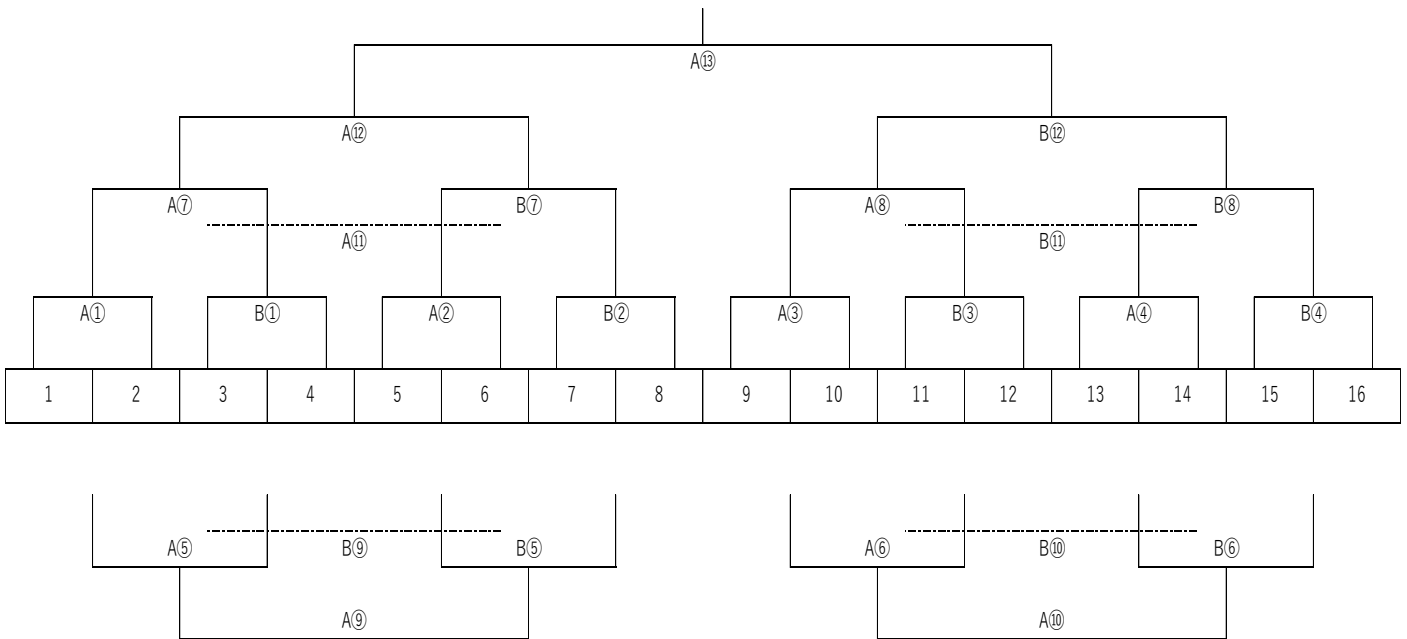 A⑬
A⑫ B⑫
A⑦ B⑦ A⑧ B⑧
A⑪ B⑪
A① B① A② B② A③ B③ A④ B④
1 2 3 4 5 6 7 8 9 10 11 12 13 14 15 16
A⑤ B⑨ B⑤ A⑥ B⑩ B⑥
A⑨ A⑩